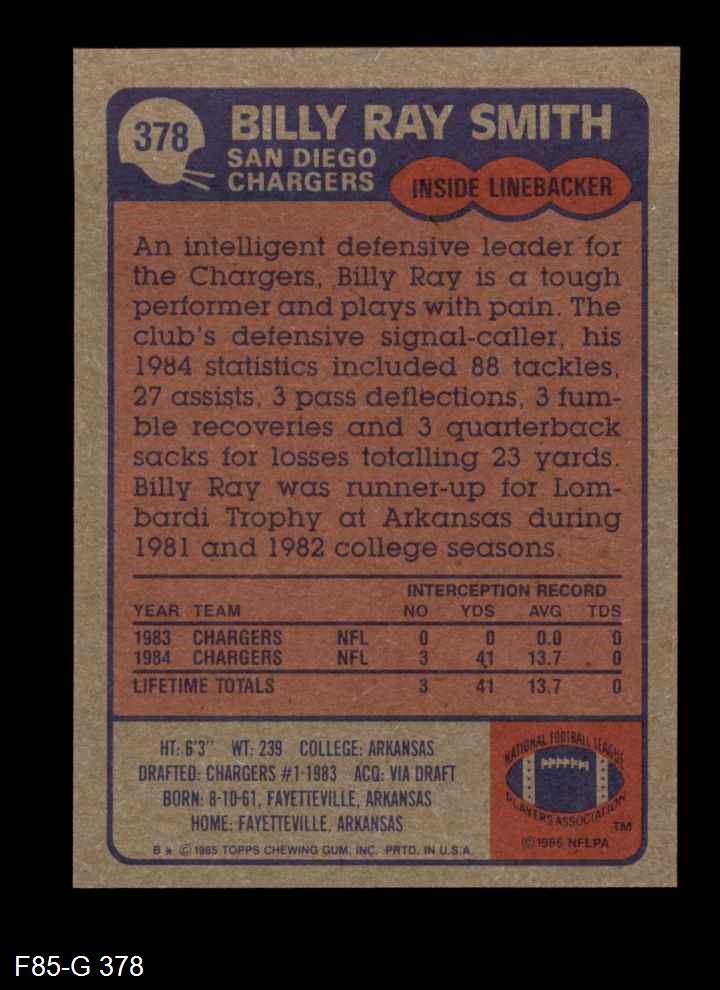 378
BILLY RAY SMITH
SAN DIEGO
CHARGERS
INSIDE LINEBACKER
An intelligent defensive leader for
the Chargers, Billy Ray is a tough
performer and plays with pain. The
club's defensive signal-caller, his
1984 statistics included 88 tackles,
27 assists, 3 pass deflections, 3 fum-
ble recoveries and 3 quarterback
sacks for losses totalling 23 yards.
Billy Ray was runner-up for Lom-
bardi Trophy at Arkansas during
1981 and 1982 college seasons.
INTERCEPTION RECORD
YEAR TEAM NO YDS AVG TDS
1983 CHARGERS NFL 0 0 0.0 0
1984 CHARGERS NFL 3 41 13.7 0
LIFETIME TOTALS 3 41 13.7 0
HT: 6'3" WT: 239 COLLEGE: ARKANSAS
DRAFTED: CHARGERS #1-1983 ACQ: VIA DRAFT
BORN: 8-10-61, FAYETTEVILLE, ARKANSAS
HOME: FAYETTEVILLE, ARKANSAS
B * © 1985 TOPPS CHEWING GUM, INC. PRTD. IN U.S.A.
NATIONAL FOOTBALL LEAGUE
PLAYERS ASSOCIATION
TM
© 1985 NFLPA
F85-G 378